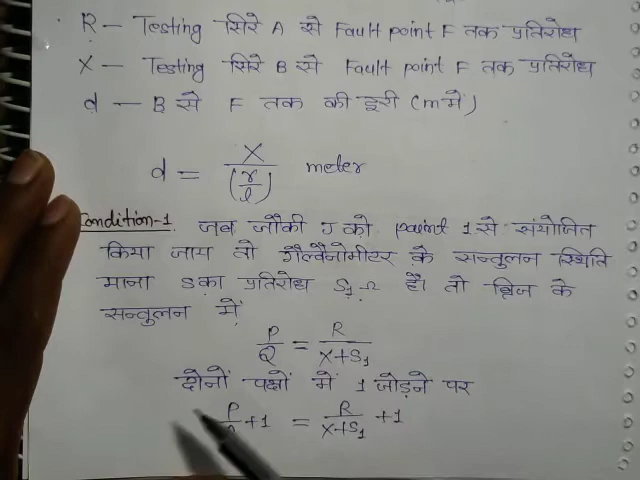 R - Testing सिरे A से Fault point F तक प्रतिरोध
X - Testing सिरे B से Fault point F तक प्रतिरोध
d - B से F तक की दूरी (m में)
d = X / (r/l) meter
Condition-1. जब जौकी J को point 1 से संयोजित
किया जाय तो गैल्वैनोमीटर के सन्तुलन स्थिति
माना S का प्रतिरोध S₁ Ω है। तो ब्रिज के
सन्तुलन में
P/Q = R/(X+S₁)
दोनों पक्षों में 1 जोड़ने पर
P/ +1 = R/(X+S₁) +1